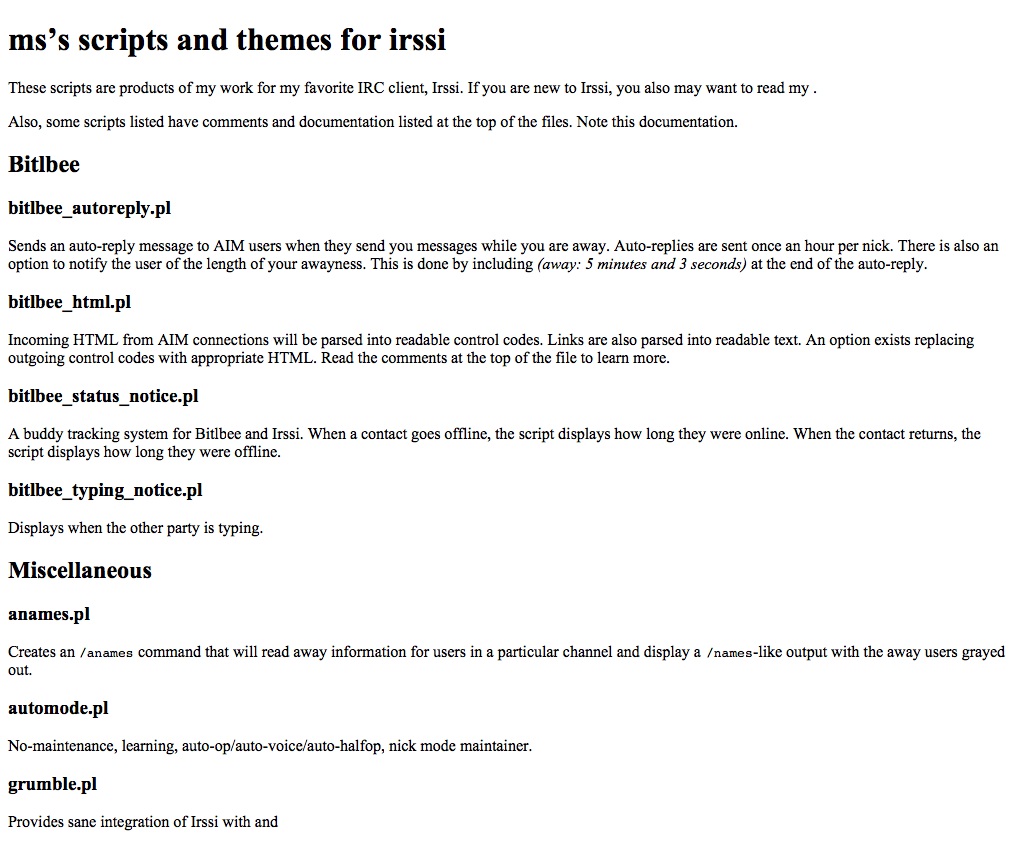 ms’s scripts and themes for irssi
These scripts are products of my work for my favorite IRC client, Irssi. If you are new to Irssi, you also may want to read my .
Also, some scripts listed have comments and documentation listed at the top of the files. Note this documentation.
Bitlbee
bitlbee_autoreply.pl
Sends an auto-reply message to AIM users when they send you messages while you are away. Auto-replies are sent once an hour per nick. There is also an
option to notify the user of the length of your awayness. This is done by including (away: 5 minutes and 3 seconds) at the end of the auto-reply.
bitlbee_html.pl
Incoming HTML from AIM connections will be parsed into readable control codes. Links are also parsed into readable text. An option exists replacing
outgoing control codes with appropriate HTML. Read the comments at the top of the file to learn more.
bitlbee_status_notice.pl
A buddy tracking system for Bitlbee and Irssi. When a contact goes offline, the script displays how long they were online. When the contact returns, the
script displays how long they were offline.
bitlbee_typing_notice.pl
Displays when the other party is typing.
Miscellaneous
anames.pl
Creates an /anames command that will read away information for users in a particular channel and display a /names-like output with the away users grayed
out.
automode.pl
No-maintenance, learning, auto-op/auto-voice/auto-halfop, nick mode maintainer.
grumble.pl
Provides sane integration of Irssi with and